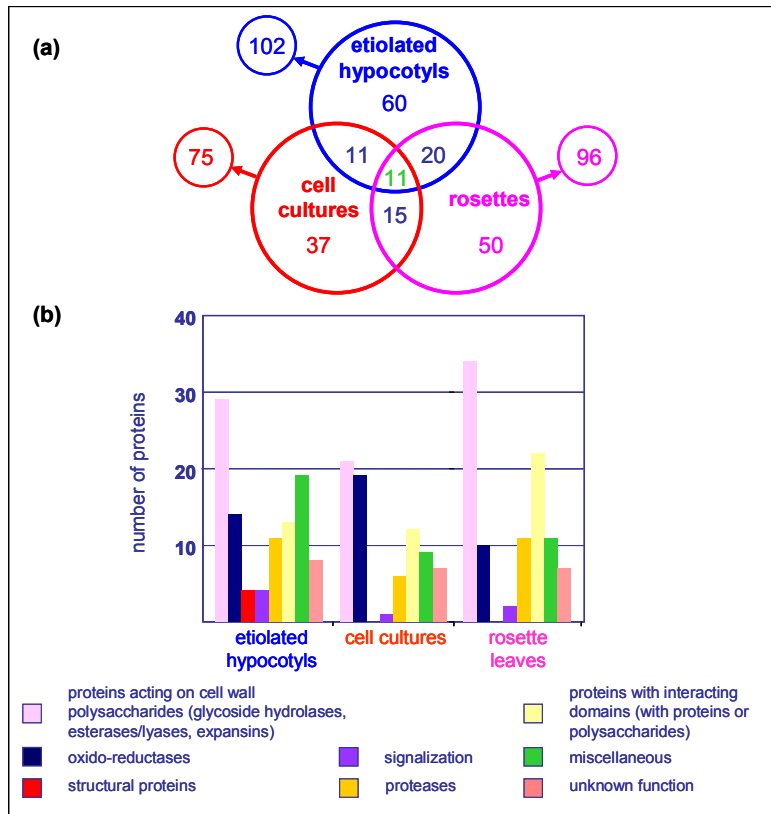 (a)
102
etiolated
hypocotyls
60
75
11
20
96
11
cell
cultures
rosettes
15
37
50
(b)
number of proteins
40
30
20
10
etiolated
hypocotyls
cell cultures
rosette
leaves
proteins acting on cell wall
polysaccharides (glycoside hydrolases,
esterases/lyases, expansins)
proteins with interacting
domains (with proteins or
polysaccharides)
oxido-reductases
signalization
miscellaneous
structural proteins
proteases
unknown function